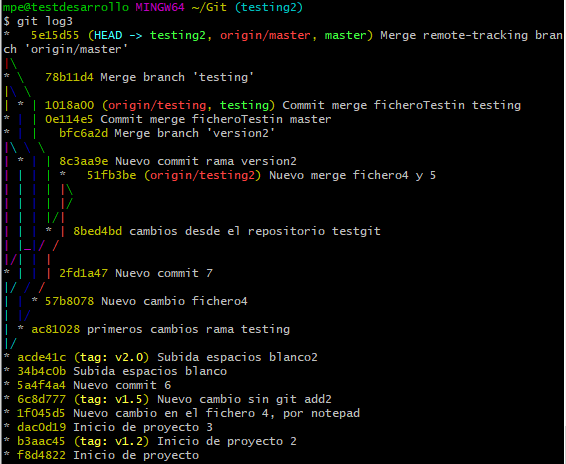 mpe@testdesarrollo MINGW64 ~/Git (testing2)
$ git log3
*   5e15d55 (HEAD -> testing2, origin/master, master) Merge remote-tracking bran
ch 'origin/master'
|\
* \   78b11d4 Merge branch 'testing'
|\ \
| * | 1018a00 (origin/testing, testing) Commit merge ficheroTestin testing
* | | 0e114e5 Commit merge ficheroTestin master
* | |   bfc6a2d Merge branch 'version2'
|\ \ \
| * | | 8c3aa9e Nuevo commit rama version2
| | | | *   51fb3be (origin/testing2) Nuevo merge fichero4 y 5
| | | | |\
| | | | |/
| | | |/|
| | | * | 8bed4bd cambios desde el repositorio testgit
| |_|/ /
|/| | |
* | | | 2fd1a47 Nuevo commit 7
|/ / /
| | * 57b8078 Nuevo cambio fichero4
| |/
| * ac81028 primeros cambios rama testing
|/
* acde41c (tag: v2.0) Subida espacios blanco2
* 34b4c0b Subida espacios blanco
* 5a4f4a4 Nuevo commit 6
* 6c8d777 (tag: v1.5) Nuevo cambio sin git add2
* 1f045d5 Nuevo cambio en el fichero 4, por notepad
* dac0d19 Inicio de proyecto 3
* b3aac45 (tag: v1.2) Inicio de proyecto 2
* f8d4822 Inicio de proyecto